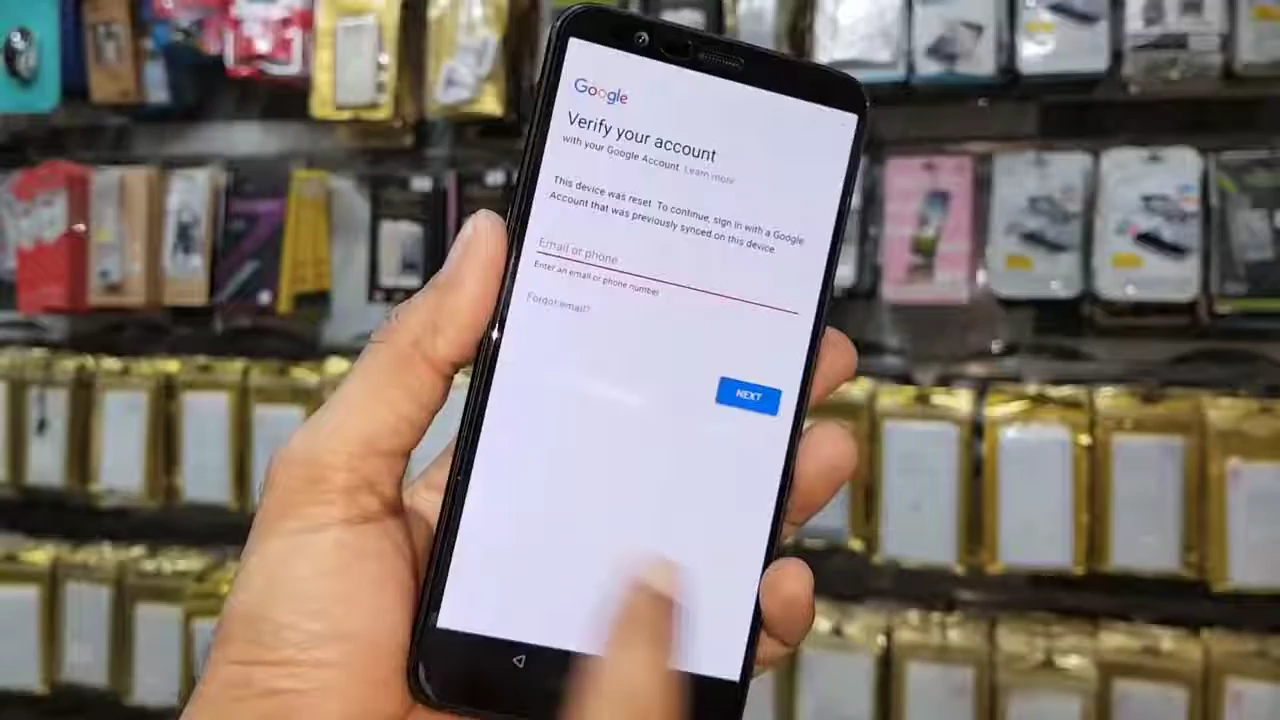 Google
Verify your account
with your Google Account. Learn more
This device was reset. To continue, sign in with a Google
Account that was previously synced on this device.
Email or phone
Enter an email or phone number
Forgot email?
NEXT